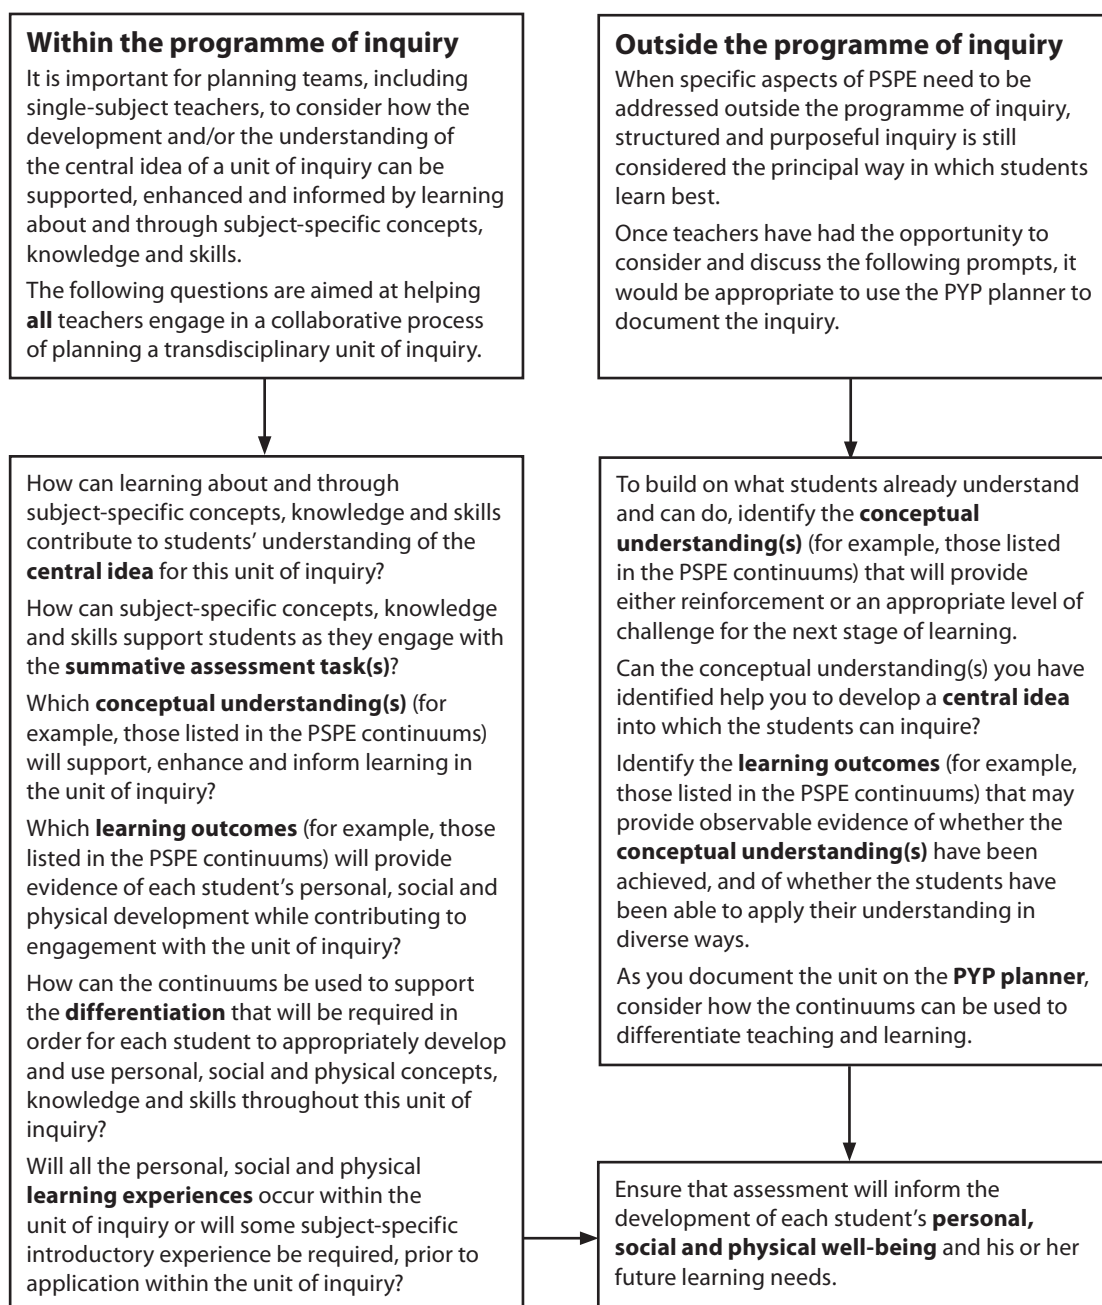 Within the programme of inquiry
It is important for planning teams, including
single-subject teachers, to consider how the
development and/or the understanding of
the central idea of a unit of inquiry can be
supported, enhanced and informed by learning
about and through subject-specific concepts,
knowledge and skills.
The following questions are aimed at helping
all teachers engage in a collaborative process
of planning a transdisciplinary unit of inquiry.
How can learning about and through
subject-specific concepts, knowledge and skills
contribute to students’ understanding of the
central idea for this unit of inquiry?
How can subject-specific concepts, knowledge
and skills support students as they engage with
the summative assessment task(s)?
Which conceptual understanding(s) (for
example, those listed in the PSPE continuums)
will support, enhance and inform learning in
the unit of inquiry?
Which learning outcomes (for example, those
listed in the PSPE continuums) will provide
evidence of each student’s personal, social and
physical development while contributing to
engagement with the unit of inquiry?
How can the continuums be used to support
the differentiation that will be required in
order for each student to appropriately develop
and use personal, social and physical concepts,
knowledge and skills throughout this unit of
inquiry?
Will all the personal, social and physical
learning experiences occur within the
unit of inquiry or will some subject-specific
introductory experience be required, prior to
application within the unit of inquiry?
Outside the programme of inquiry
When specific aspects of PSPE need to be
addressed outside the programme of inquiry,
structured and purposeful inquiry is still
considered the principal way in which students
learn best.
Once teachers have had the opportunity to
consider and discuss the following prompts, it
would be appropriate to use the PYP planner to
document the inquiry.
To build on what students already understand
and can do, identify the conceptual
understanding(s) (for example, those listed
in the PSPE continuums) that will provide
either reinforcement or an appropriate level of
challenge for the next stage of learning.
Can the conceptual understanding(s) you have
identified help you to develop a central idea
into which the students can inquire?
Identify the learning outcomes (for example,
those listed in the PSPE continuums) that may
provide observable evidence of whether the
conceptual understanding(s) have been
achieved, and of whether the students have
been able to apply their understanding in
diverse ways.
As you document the unit on the PYP planner,
consider how the continuums can be used to
differentiate teaching and learning.
Ensure that assessment will inform the
development of each student’s personal,
social and physical well-being and his or her
future learning needs.